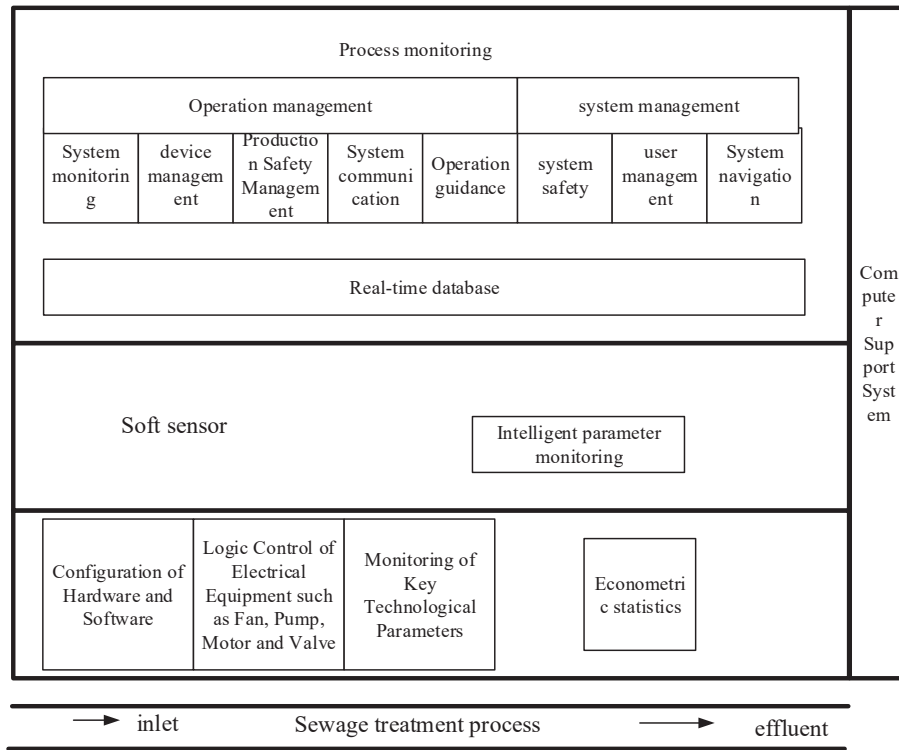 Process monitoring
Operation management
system management
System
monitorin
g
device
managem
ent
Productio
n Safety
Managem
ent
System
communi
cation
Operation
guidance
system
safety
user
managem
ent
System
navigatio
n
Real-time database
Com
pute
r
Sup
port
Syst
em
Soft sensor
Intelligent parameter
monitoring
Configuration of
Hardware and
Software
Logic Control of
Electrical
Equipment such
as Fan, Pump,
Motor and Valve
Monitoring of
Key
Technological
Parameters
Econometri
c statistics
inlet
Sewage treatment process
effluent